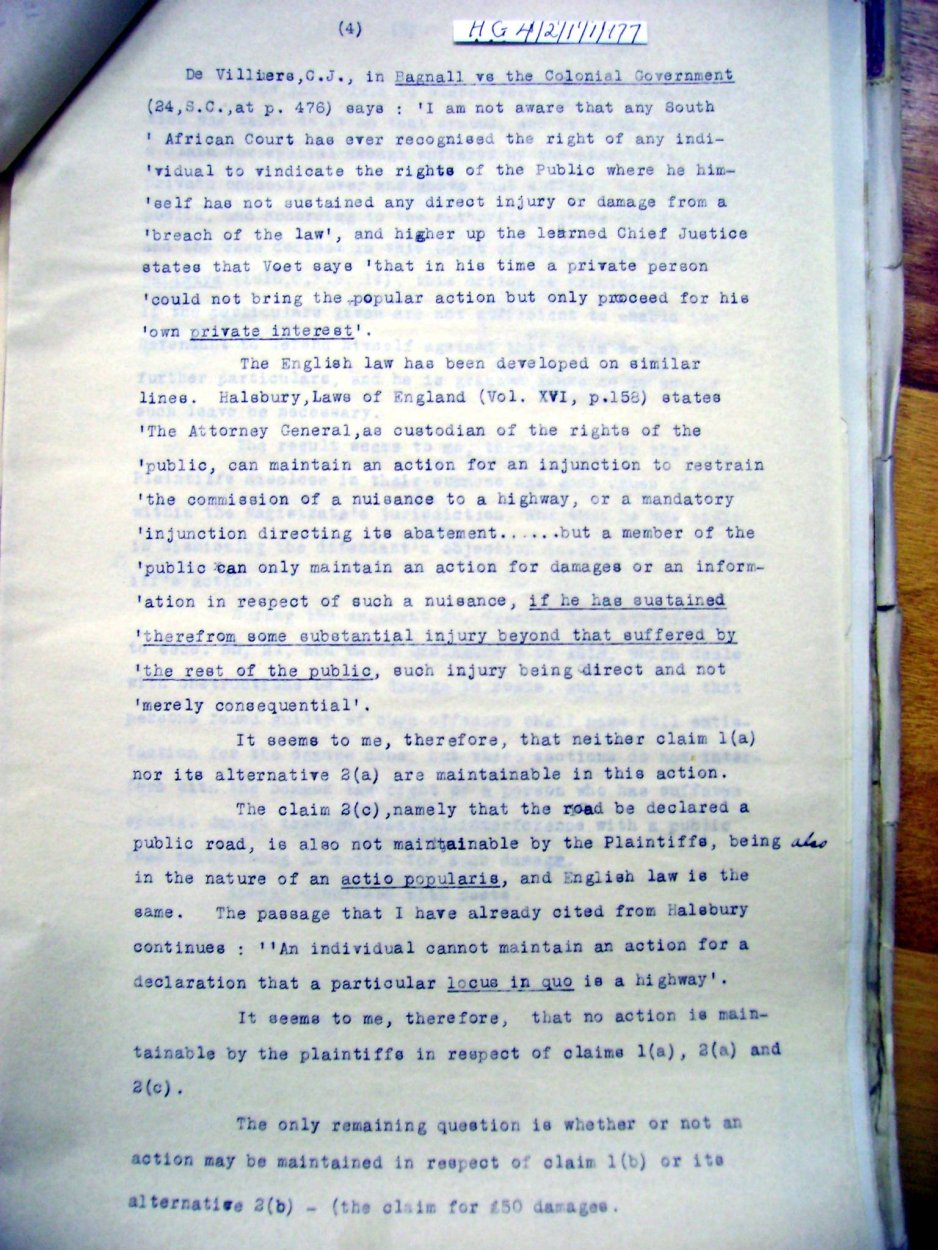 (4)
H G 4/2/1/1/177
De Villiers,C.J., in Bagnall vs the Colonial Government
(24,S.C.,at p. 476) says : 'I am not aware that any South
' African Court has ever recognised the right of any indi-
'vidual to vindicate the rights of the Public where he him-
'self has not sustained any direct injury or damage from a
'breach of the law', and higher up the learned Chief Justice
states that Voet says 'that in his time a private person
'could not bring the popular action but only proceed for his
'own private interest'.
The English law has been developed on similar
lines. Halsbury,Laws of England (Vol. XVI, p.158) states
'The Attorney General,as custodian of the rights of the
'public, can maintain an action for an injunction to restrain
'the commission of a nuisance to a highway, or a mandatory
'injunction directing its abatement......but a member of the
'public can only maintain an action for damages or an inform-
'ation in respect of such a nuisance, if he has sustained
'therefrom some substantial injury beyond that suffered by
'the rest of the public, such injury being direct and not
'merely consequential'.
It seems to me, therefore, that neither claim 1(a)
nor its alternative 2(a) are maintainable in this action.
The claim 2(c),namely that the road be declared a
public road, is also not maintainable by the Plaintiffs, being also
in the nature of an actio popularis, and English law is the
same. The passage that I have already cited from Halsbury
continues : ''An individual cannot maintain an action for a
declaration that a particular locus in quo is a highway'.
It seems to me, therefore, that no action is main-
tainable by the plaintiffs in respect of claims 1(a), 2(a) and
2(c).
The only remaining question is whether or not an
action may be maintained in respect of claim 1(b) or its
alternative 2(b) - (the claim for £50 damages.